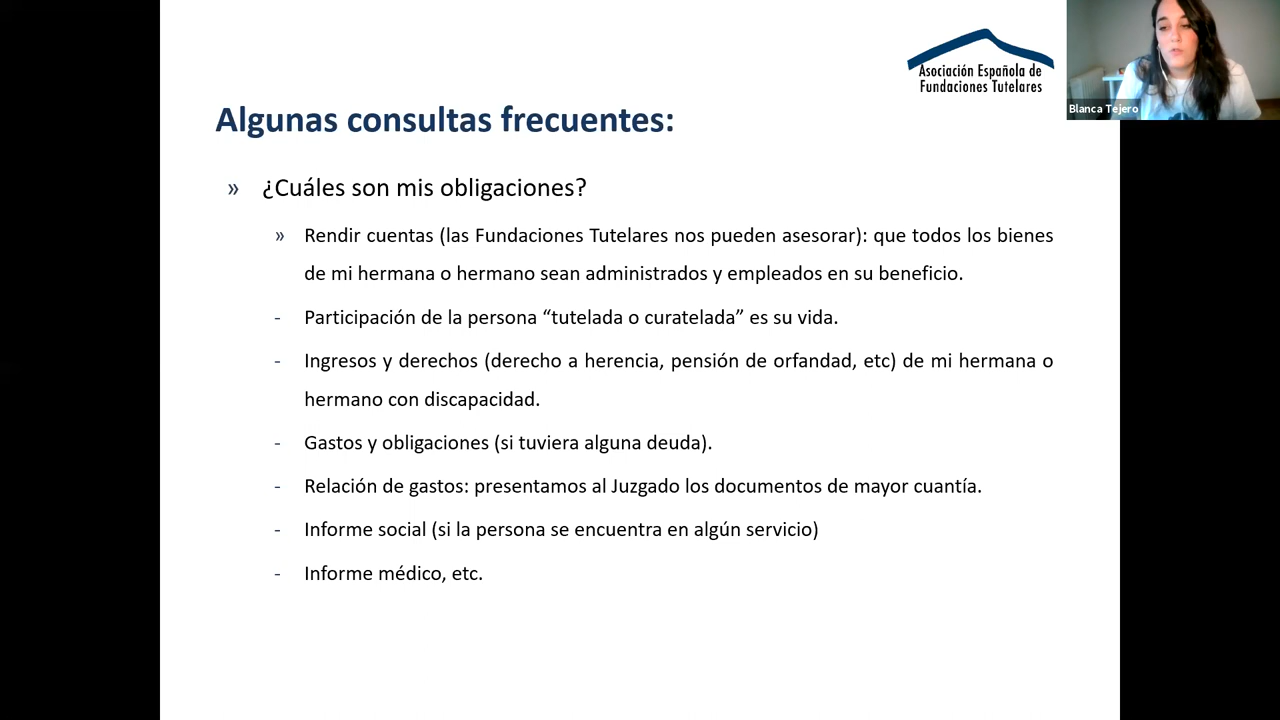 Asociación Española de
Fundaciones Tutelares
Blanca Tejero
Algunas consultas frecuentes:
» ¿Cuáles son mis obligaciones?
» Rendir cuentas (las Fundaciones Tutelares nos pueden asesorar): que todos los bienes
de mi hermana o hermano sean administrados y empleados en su beneficio.
- Participación de la persona “tutelada o curatelada” es su vida.
- Ingresos y derechos (derecho a herencia, pensión de orfandad, etc) de mi hermana o
hermano con discapacidad.
- Gastos y obligaciones (si tuviera alguna deuda).
- Relación de gastos: presentamos al Juzgado los documentos de mayor cuantía.
- Informe social (si la persona se encuentra en algún servicio)
- Informe médico, etc.